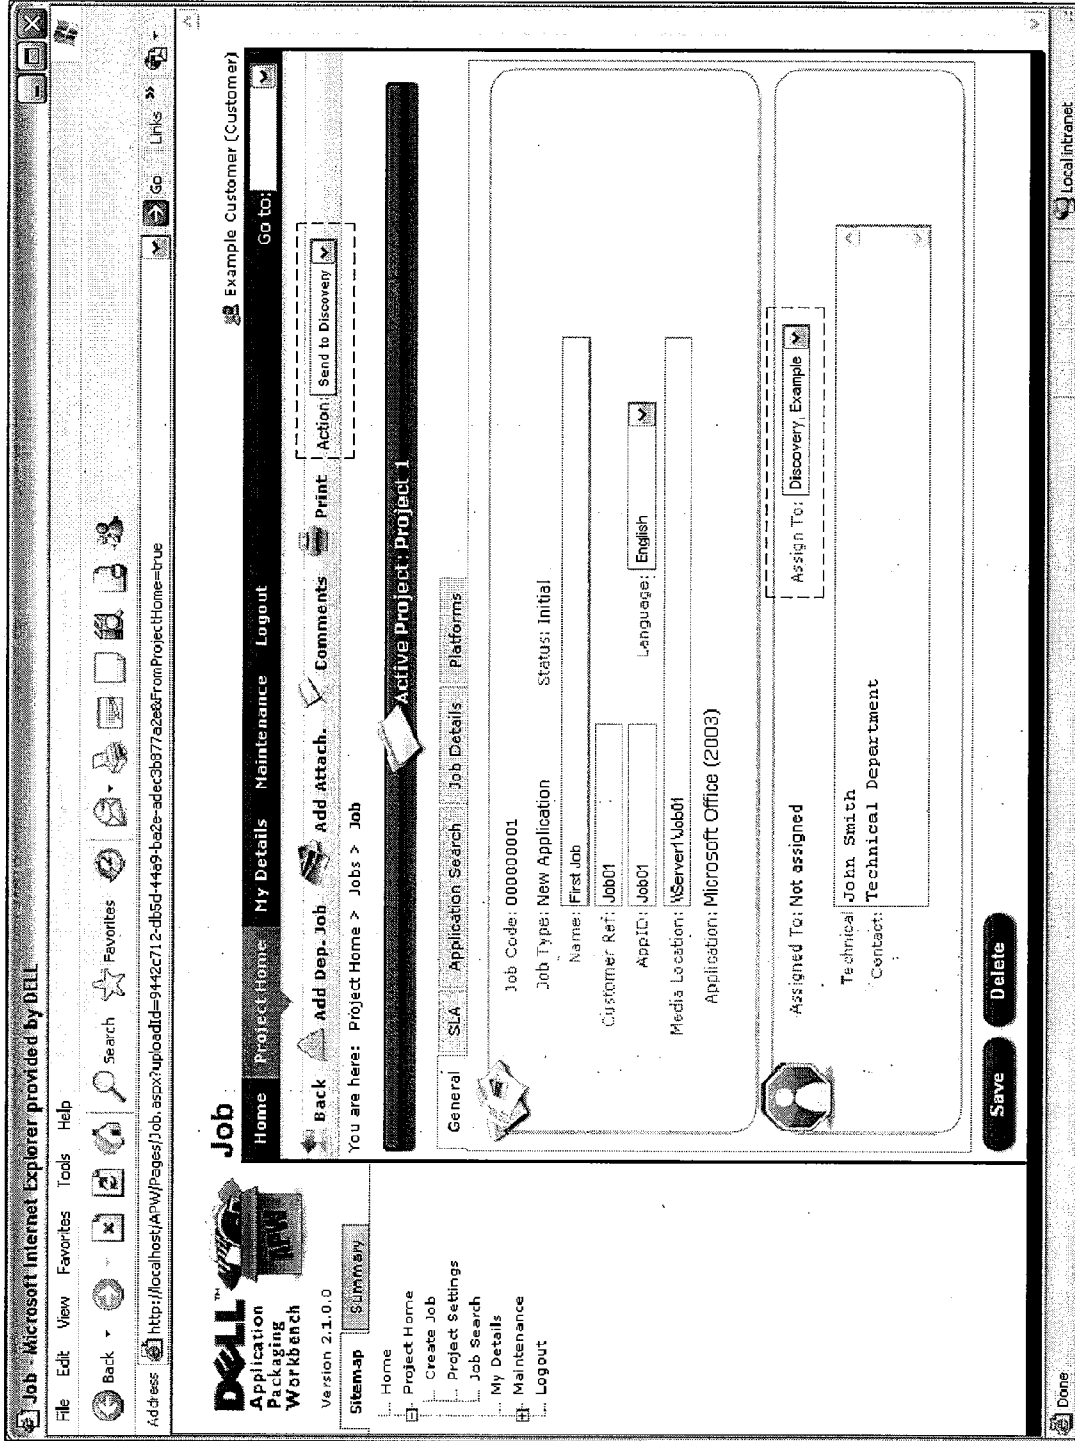 Job - Microsoft Internet Explorer provided by DELL
File Edit View Favorites Tools Help
Back Search Favorites
Address http://localhost/APW/Pages/Job.aspx?uploadId=9442c712-db5d-44a9-ba2e-adec3b877a2e&FromProjectHome=true Go Links »
DELL™
Application
Packaging
Workbench
APW
Version 2.1.0.0
Sitemap Summary
Home
Project Home
Create Job
Project Settings
Job Search
My Details
Maintenance
Logout
Job
Example Customer (Customer)
Home Project Home My Details Maintenance Logout Go to:
Back Add Dep. Job Add Attach. Comments Print Action: Send to Discovery
You are here: Project Home > Jobs > Job
Active Project: Project 1
General SLA Application Search Job Details Platforms
Job Code: 000000001
Job Type: New Application Status: Initial
Name: First Job
Customer Ref: Job01
AppID: Job01 Language: English
Media Location: \\Server1\Job01
Application: Microsoft Office (2003)
Assigned To: Not assigned Assign To: Discovery, Example
Technical Contact: John Smith
Technical Department
Save Delete
Done Local intranet